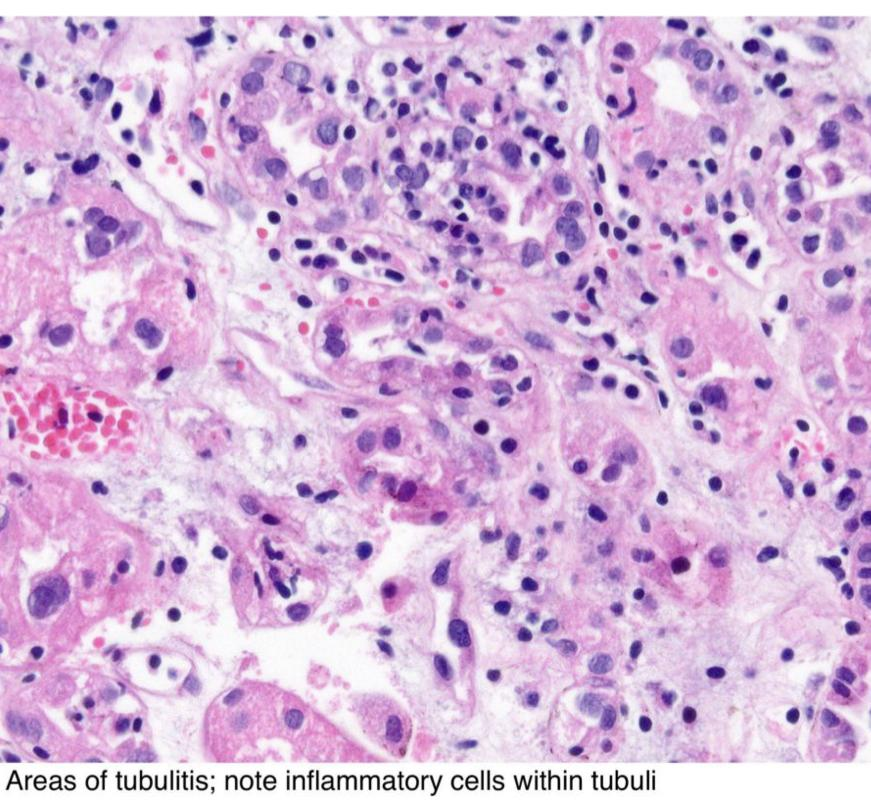 Areas of tubulitis; note inflammatory cells within tubuli